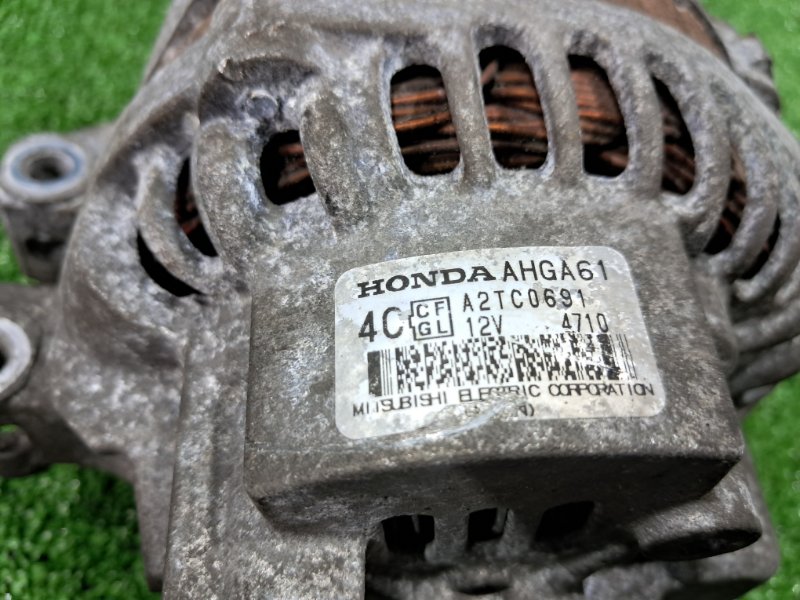 HONDA AHGA61
4C CF GL A2TC0691
12V 4710
MITSUBISHI ELECTRIC CORPORATION